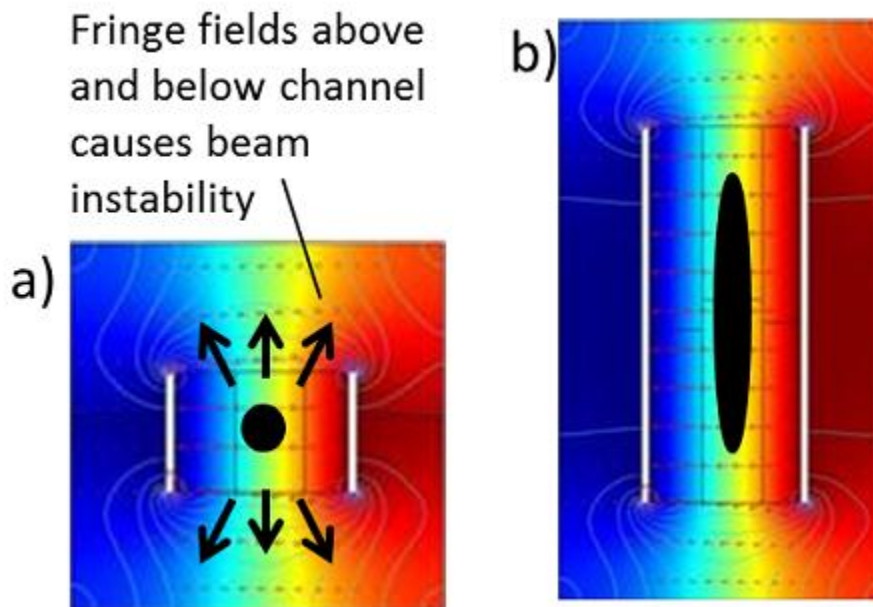 Fringe fields above
and below channel
causes beam
instability
a)
b)